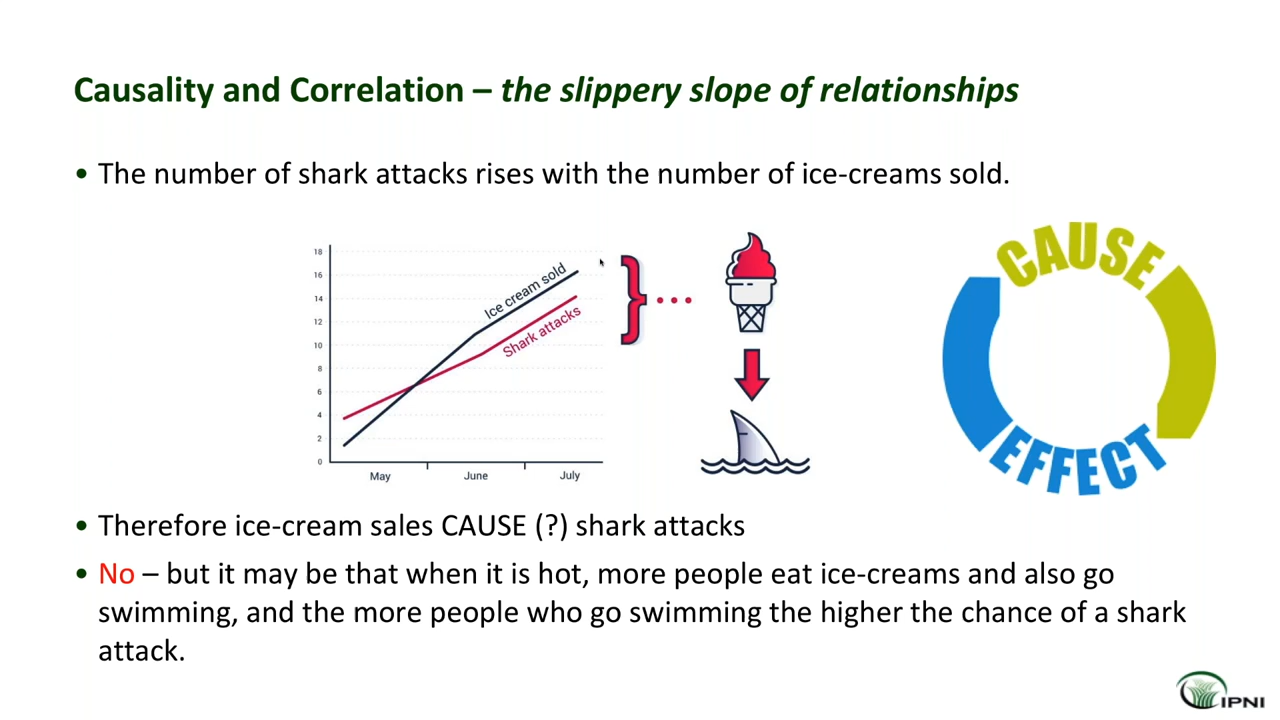 Causality and Correlation – the slippery slope of relationships
• The number of shark attacks rises with the number of ice-creams sold.
18
16
14
12
10
8
6
4
2
0
Ice cream sold
Shark attacks
May June July
CAUSE
EFFECT
• Therefore ice-cream sales CAUSE (?) shark attacks
• No – but it may be that when it is hot, more people eat ice-creams and also go
swimming, and the more people who go swimming the higher the chance of a shark
attack.
IPNI